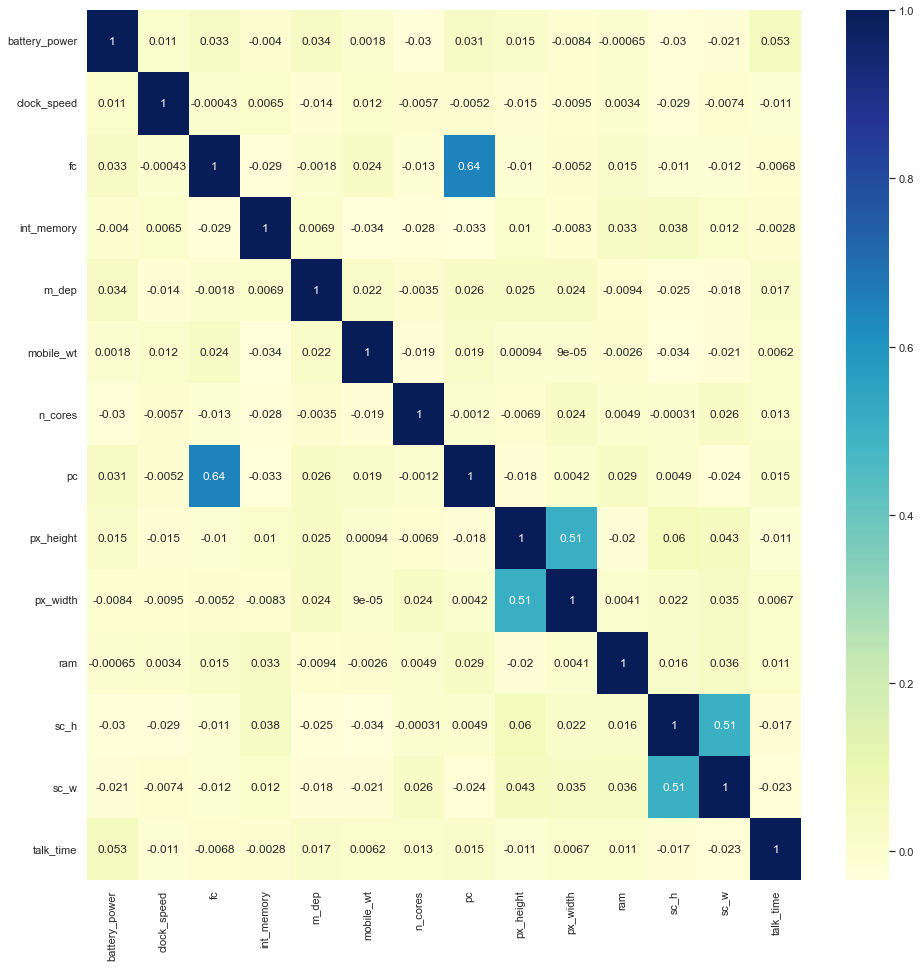 battery_power 1 0.011 0.033 -0.004 0.034 0.0018 -0.03 0.031 0.015 -0.0084 -0.00065 -0.03 -0.021 0.053
clock_speed 0.011 1 -0.00043 0.0065 -0.014 0.012 -0.0057 -0.0052 -0.015 -0.0095 0.0034 -0.029 -0.0074 -0.011
fc 0.033 -0.00043 1 -0.029 -0.0018 0.024 -0.013 0.64 -0.01 -0.0052 0.015 -0.011 -0.012 -0.0068
int_memory -0.004 0.0065 -0.029 1 0.0069 -0.034 -0.028 -0.033 0.01 -0.0083 0.033 0.038 0.012 -0.0028
m_dep 0.034 -0.014 -0.0018 0.0069 1 0.022 -0.0035 0.026 0.025 0.024 -0.0094 -0.025 -0.018 0.017
mobile_wt 0.0018 0.012 0.024 -0.034 0.022 1 -0.019 0.019 0.00094 9e-05 -0.0026 -0.034 -0.021 0.0062
n_cores -0.03 -0.0057 -0.013 -0.028 -0.0035 -0.019 1 -0.0012 -0.0069 0.024 0.0049 -0.00031 0.026 0.013
pc 0.031 -0.0052 0.64 -0.033 0.026 0.019 -0.0012 1 -0.018 0.0042 0.029 0.0049 -0.024 0.015
px_height 0.015 -0.015 -0.01 0.01 0.025 0.00094 -0.0069 -0.018 1 0.51 -0.02 0.06 0.043 -0.011
px_width -0.0084 -0.0095 -0.0052 -0.0083 0.024 9e-05 0.024 0.0042 0.51 1 0.0041 0.022 0.035 0.0067
ram -0.00065 0.0034 0.015 0.033 -0.0094 -0.0026 0.0049 0.029 -0.02 0.0041 1 0.016 0.036 0.011
sc_h -0.03 -0.029 -0.011 0.038 -0.025 -0.034 -0.00031 0.0049 0.06 0.022 0.016 1 0.51 -0.017
sc_w -0.021 -0.0074 -0.012 0.012 -0.018 -0.021 0.026 -0.024 0.043 0.035 0.036 0.51 1 -0.023
talk_time 0.053 -0.011 -0.0068 -0.0028 0.017 0.0062 0.013 0.015 -0.011 0.0067 0.011 -0.017 -0.023 1
battery_power clock_speed fc int_memory m_dep mobile_wt n_cores pc px_height px_width ram sc_h sc_w talk_time
1.0
0.8
0.6
0.4
0.2
0.0